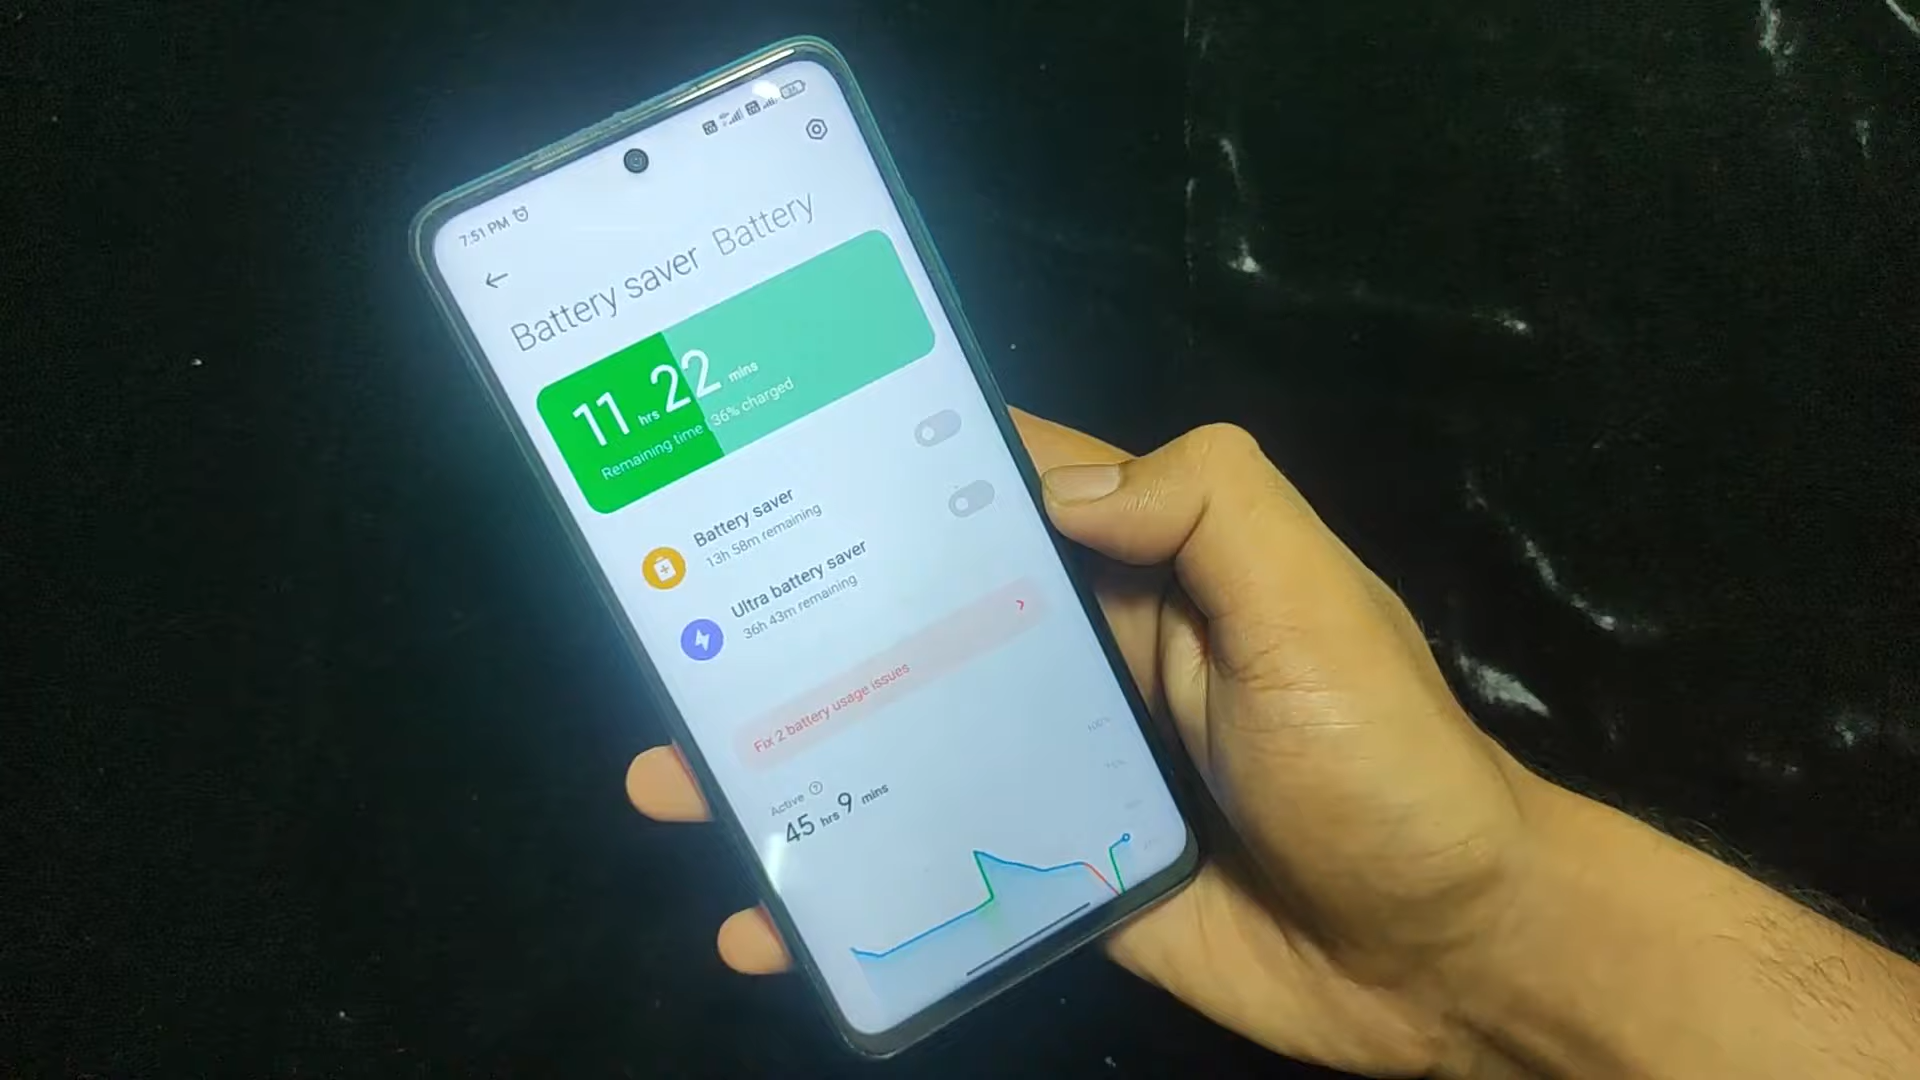 7:51 PM
Battery saver Battery
11 hrs 22 mins
Remaining time 36% charged
Battery saver
13h 58m remaining
Ultra battery saver
36h 43m remaining
Fix 2 battery usage issues
100%
Active
45 hrs 9 mins